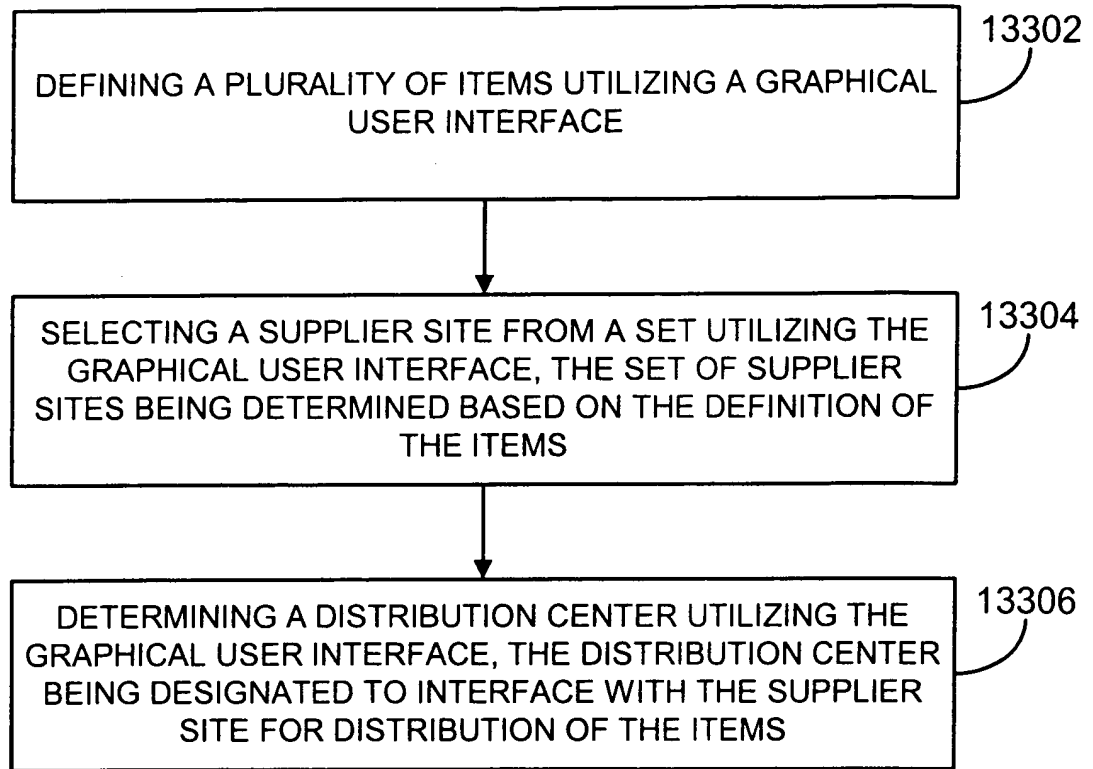 13302
DEFINING A PLURALITY OF ITEMS UTILIZING A GRAPHICAL
USER INTERFACE
13304
SELECTING A SUPPLIER SITE FROM A SET UTILIZING THE
GRAPHICAL USER INTERFACE, THE SET OF SUPPLIER
SITES BEING DETERMINED BASED ON THE DEFINITION OF
THE ITEMS
13306
DETERMINING A DISTRIBUTION CENTER UTILIZING THE
GRAPHICAL USER INTERFACE, THE DISTRIBUTION CENTER
BEING DESIGNATED TO INTERFACE WITH THE SUPPLIER
SITE FOR DISTRIBUTION OF THE ITEMS